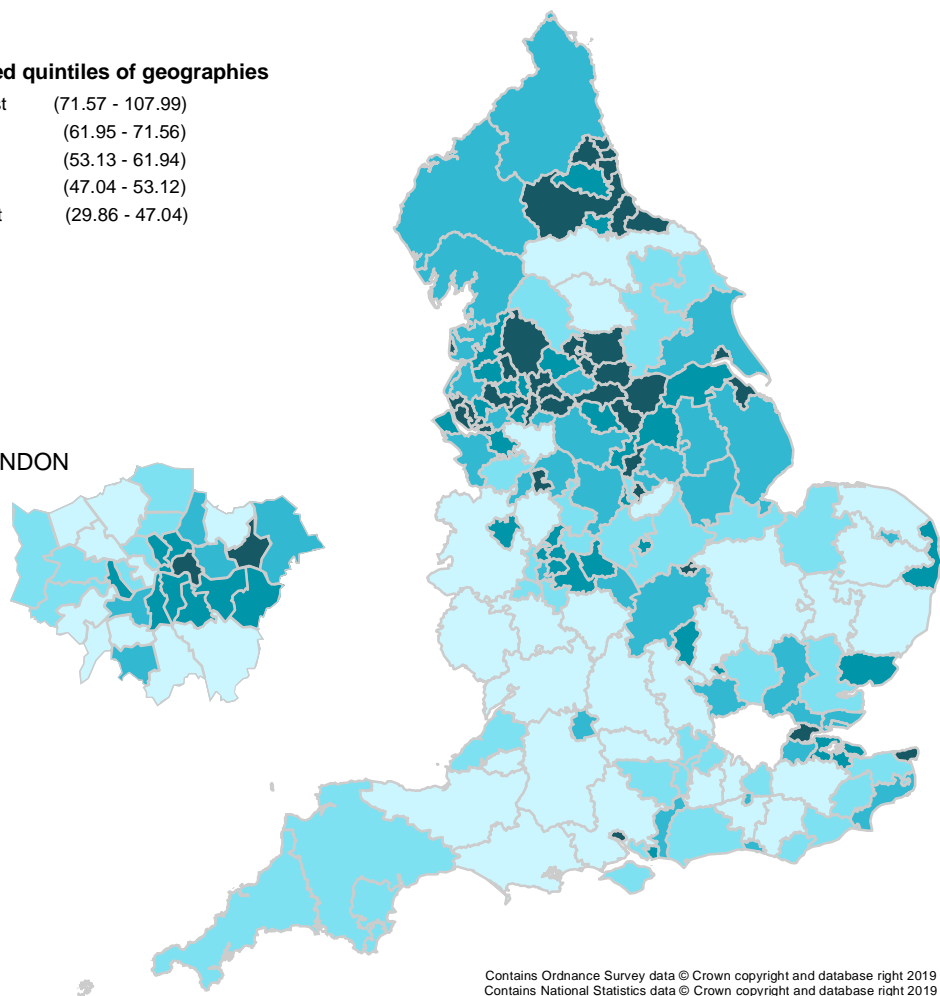 ed quintiles of geographies
st (71.57 - 107.99)
(61.95 - 71.56)
(53.13 - 61.94)
(47.04 - 53.12)
t (29.86 - 47.04)
NDON
Contains Ordnance Survey data © Crown copyright and database right 2019
Contains National Statistics data © Crown copyright and database right 2019